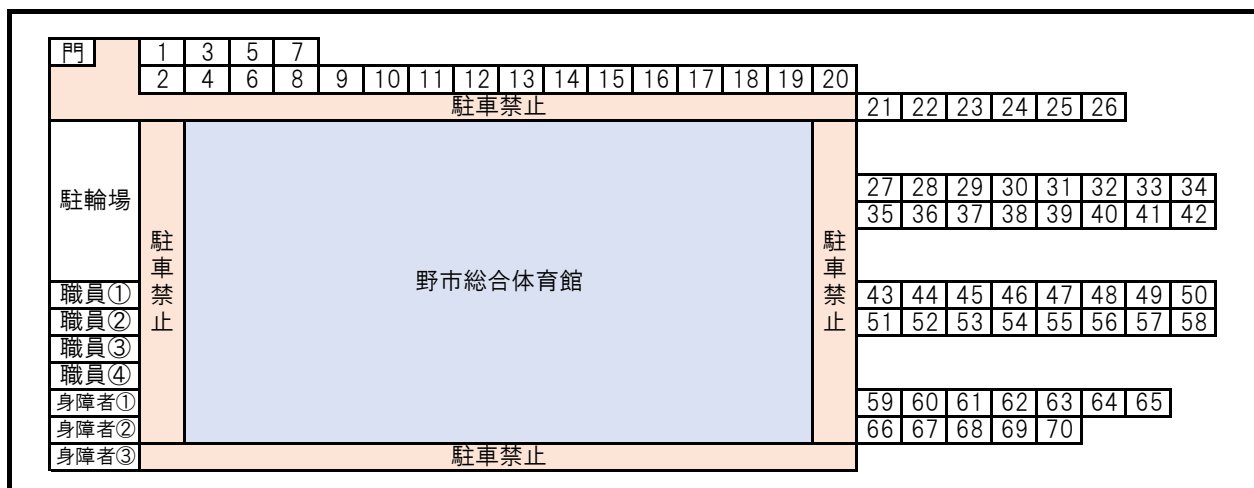 門 1 3 5 7
2 4 6 8 9 10 11 12 13 14 15 16 17 18 19 20
駐車禁止 21 22 23 24 25 26
駐輪場 27 28 29 30 31 32 33 34
35 36 37 38 39 40 41 42
駐車禁止
野市総合体育館
駐車禁止
職員① 43 44 45 46 47 48 49 50
職員② 51 52 53 54 55 56 57 58
職員③
職員④
身障者① 59 60 61 62 63 64 65
身障者② 66 67 68 69 70
身障者③ 駐車禁止